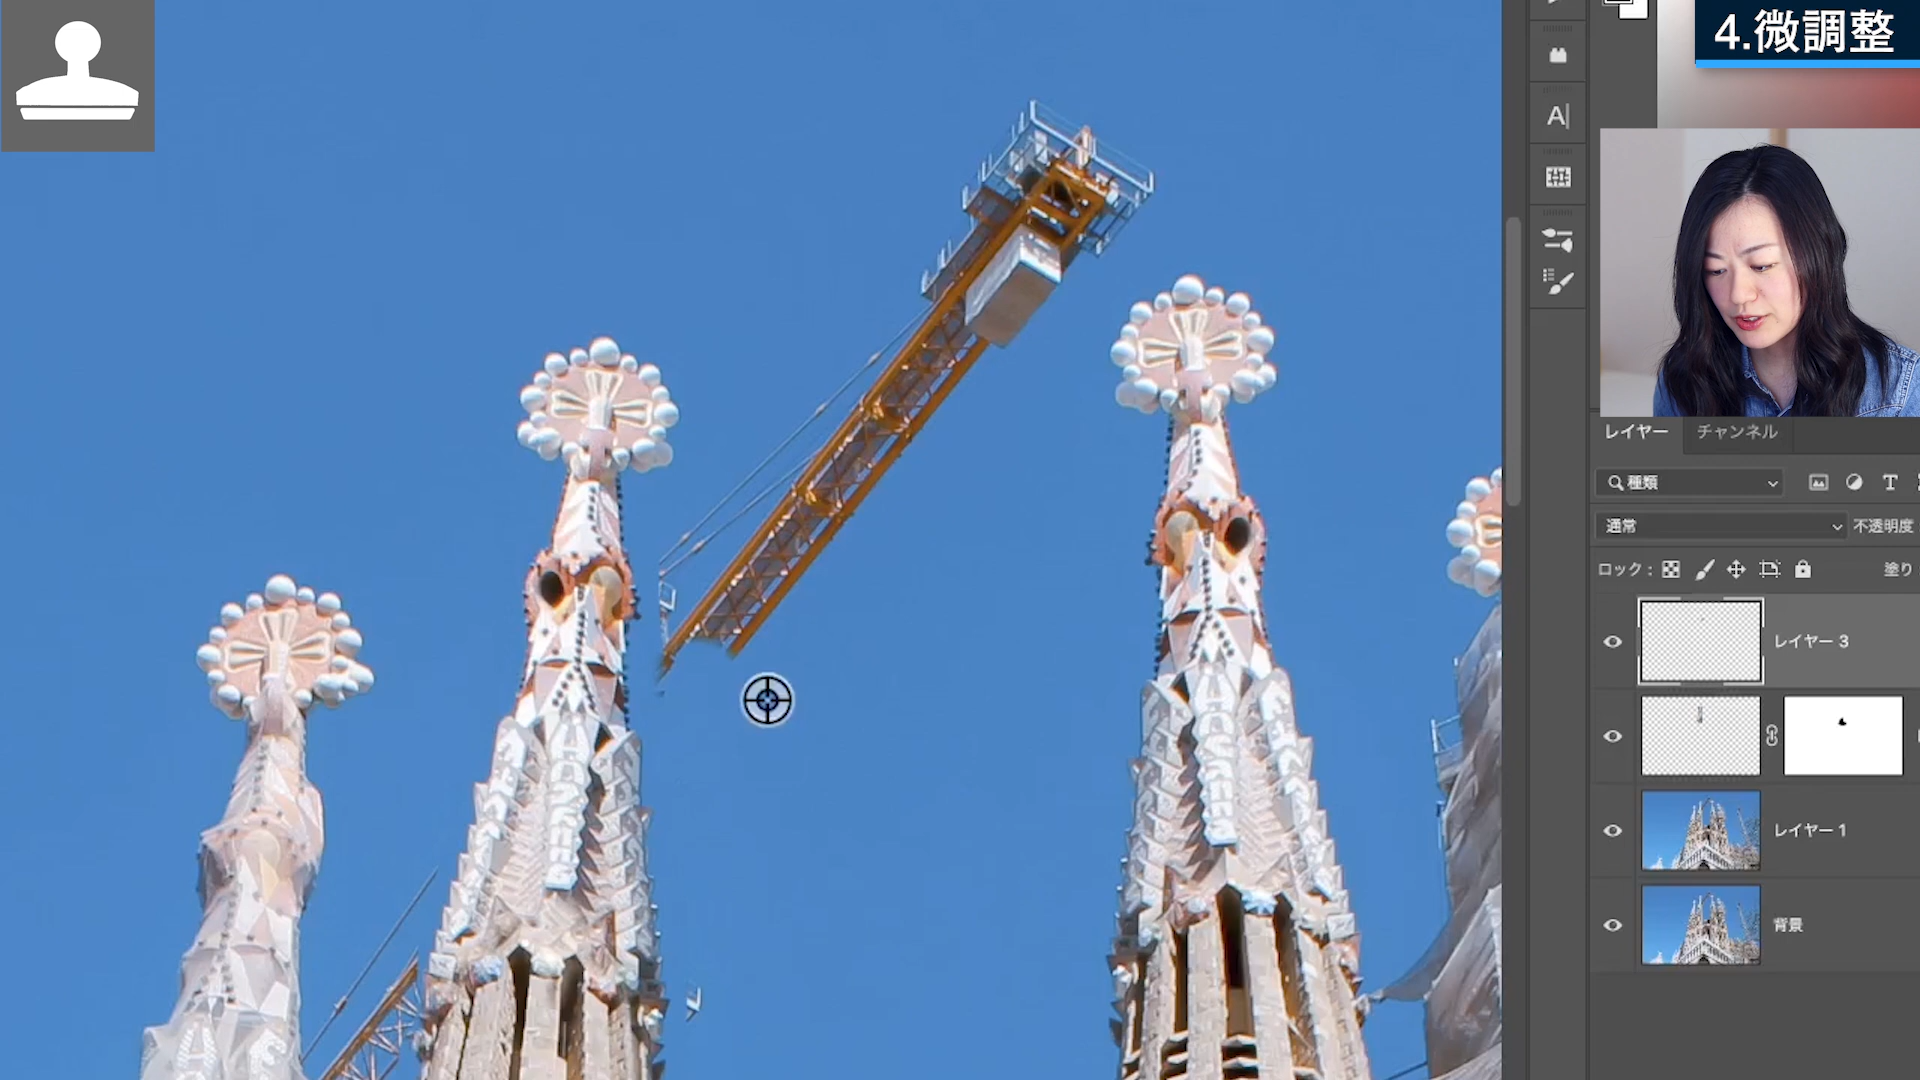 4.微調整
A
レイヤー
チャンネル
種類
T
通常
不透明度
ロック：
塗り
レイヤー 3
レイヤー 1
背景